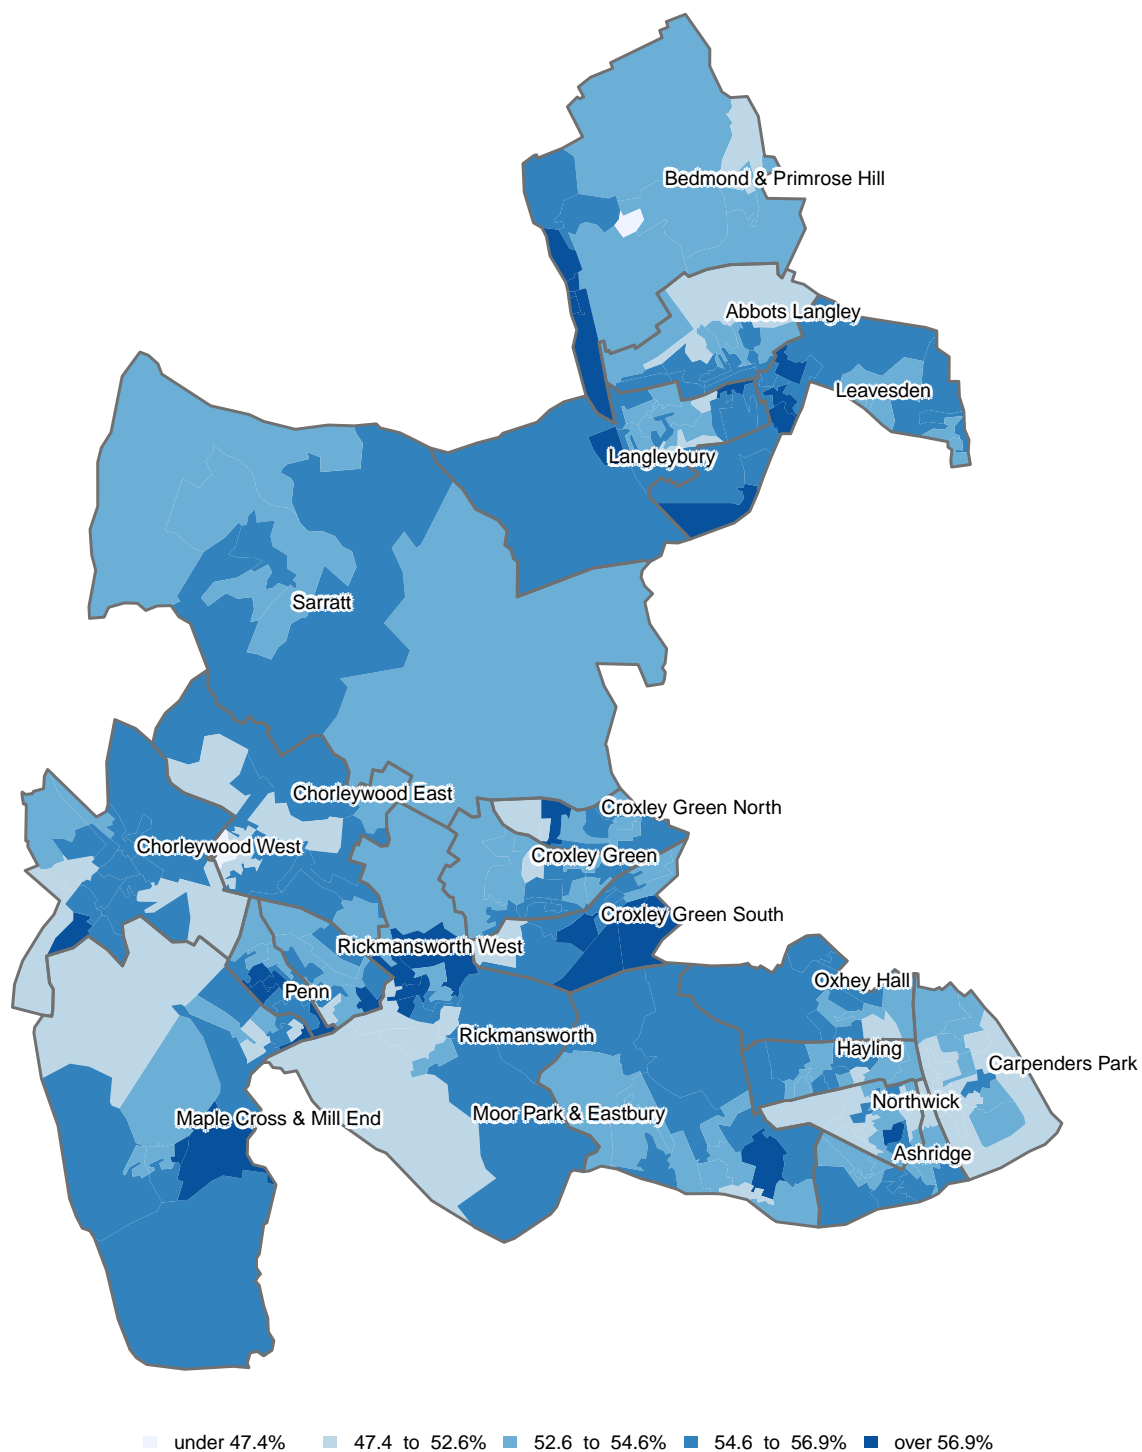 Bedmond & Primrose Hill
Abbots Langley
Leavesden
Langleybury
Sarratt
Chorleywood East
Croxley Green North
Chorleywood West
Croxley Green
Croxley Green South
Rickmansworth West
Oxhey Hall
Penn
Rickmansworth
Hayling
Carpenders Park
Northwick
Moor Park & Eastbury
Maple Cross & Mill End
Ashridge
under 47.4% 47.4 to 52.6% 52.6 to 54.6% 54.6 to 56.9% over 56.9%